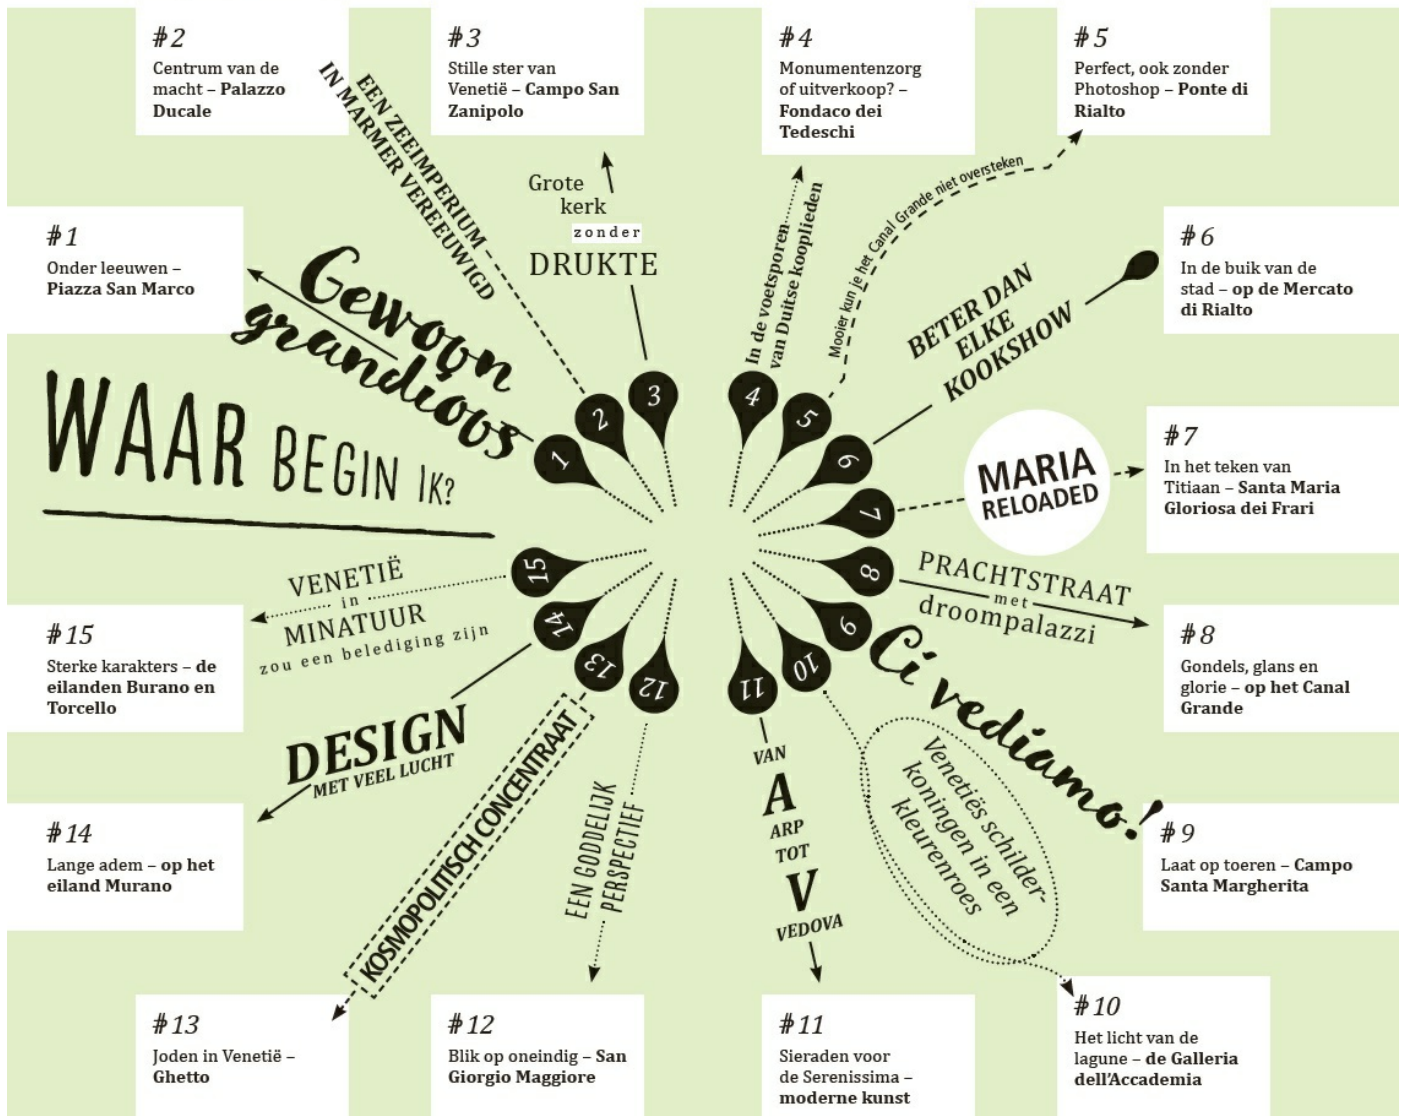 #2
Centrum van de
macht – Palazzo
Ducale
#3
Stille ster van
Venetië – Campo San
Zanipolo
#4
Monumentenzorg
of uitverkoop? –
Fondaco dei
Tedeschi
#5
Perfect, ook zonder
Photoshop – Ponte di
Rialto
#1
Onder leeuwen –
Piazza San Marco
#6
In de buik van de
stad – op de Mercato
di Rialto
EEN ZEEIMPERIUM
IN MARMER VEREEUWIGD
Grote
kerk
zonder
DRUKTE
In de voetsporen
van Duitse kooplieden
Mooier kun je het Canal Grande niet oversteken
BETER DAN
ELKE
KOOKSHOW
Gewoon
grandioos
WAAR BEGIN IK?
1
2
3
4
5
6
7
8
9
10
11
12
13
14
15
MARIA
RELOADED
#7
In het teken van
Titiaan – Santa Maria
Gloriosa dei Frari
PRACHTSTRAAT
met
droompalazzi
#8
Gondels, glans en
glorie – op het Canal
Grande
VENETIË
in
MINATUUR
zou een belediging zijn
#15
Sterke karakters – de
eilanden Burano en
Torcello
DESIGN
MET VEEL LUCHT
#14
Lange adem – op het
eiland Murano
KOSMOPOLITISCH CONCENTRAAT
EEN GODDELIJK
PERSPECTIEF
VAN
A
ARP
TOT
V
VEDOVA
Venetiës schilder-
koningen in een
kleurenroes
Ci vediamo!
#9
Laat op toeren – Campo
Santa Margherita
#13
Joden in Venetië –
Ghetto
#12
Blik op oneindig – San
Giorgio Maggiore
#11
Sieraden voor
de Serenissima –
moderne kunst
#10
Het licht van de
lagune – de Galleria
dell'Accademia